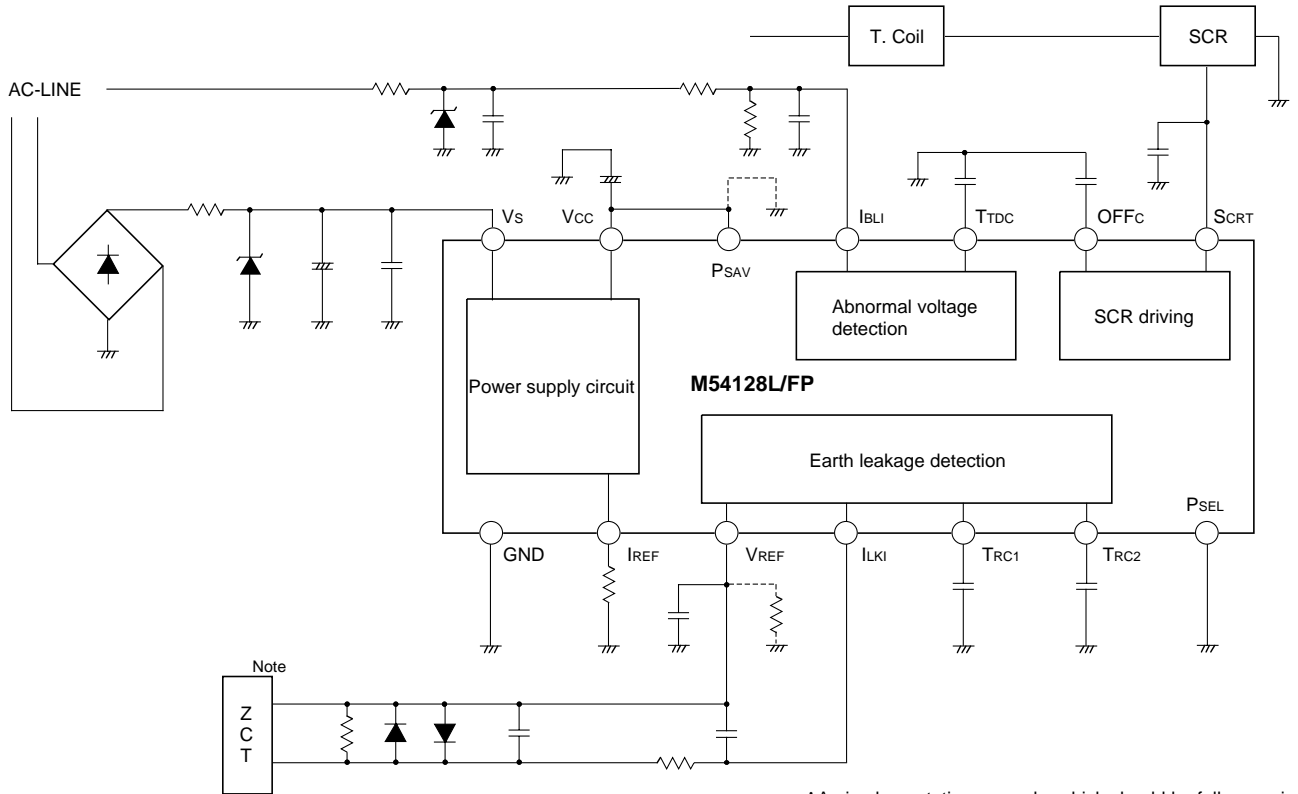 T. Coil
SCR
AC-LINE
VS
VCC
PSAV
IBLI
TTDC
OFFC
SCRT
Abnormal voltage
detection
SCR driving
Power supply circuit
M54128L/FP
Earth leakage detection
PSEL
GND
IREF
VREF
ILKI
TRC1
TRC2
Note
Z
C
T